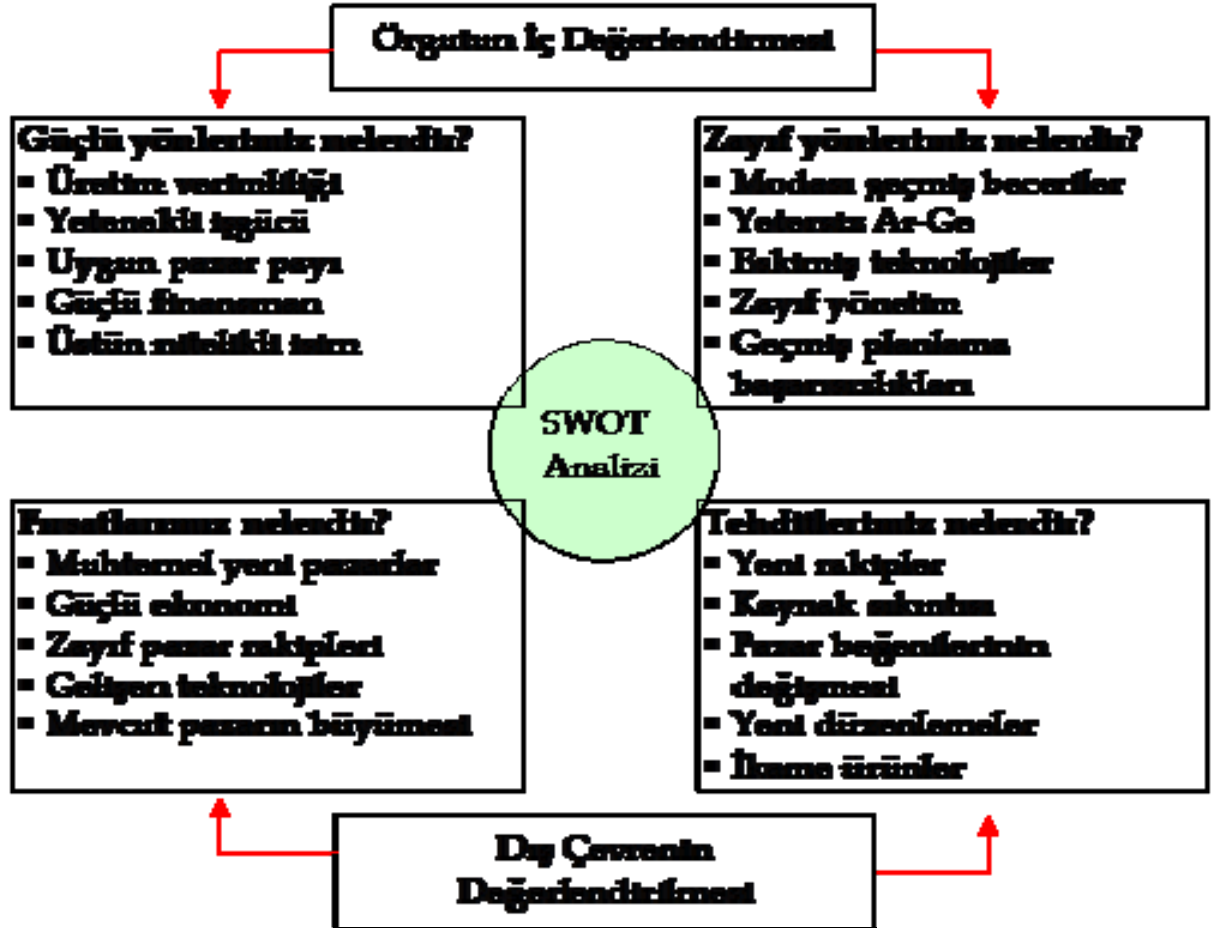 Örgutun İç Değerlendirmesi
Güçlü yönlerimiz nelerdir?
▪ Üretim verimliliği
▪ Yetenekli işgücü
▪ Uygun pazar payı
▪ Güçlü finansman
▪ Üstün nitelikli isim
Zayıf yönlerimiz nelerdir?
▪ Modası geçmiş beceriler
▪ Yetersiz Ar-Ge
▪ Eskimiş teknolojiler
▪ Zayıf yönetim
▪ Geçmiş planlama
başarısızlıkları
SWOT
Analizi
Fırsatlarımız nelerdir?
▪ Muhtemel yeni pazarlar
▪ Güçlü ekonomi
▪ Zayıf pazar rakipleri
▪ Gelişen teknolojiler
▪ Mevcut pazarın büyümesi
Tehditlerimiz nelerdir?
▪ Yeni rakipler
▪ Kaynak sıkıntısı
▪ Pazar beğenilerinin
değişmesi
▪ Yeni düzenlemeler
▪ İkame ürünler
Dış Çevrenin
Değerlendirilmesi